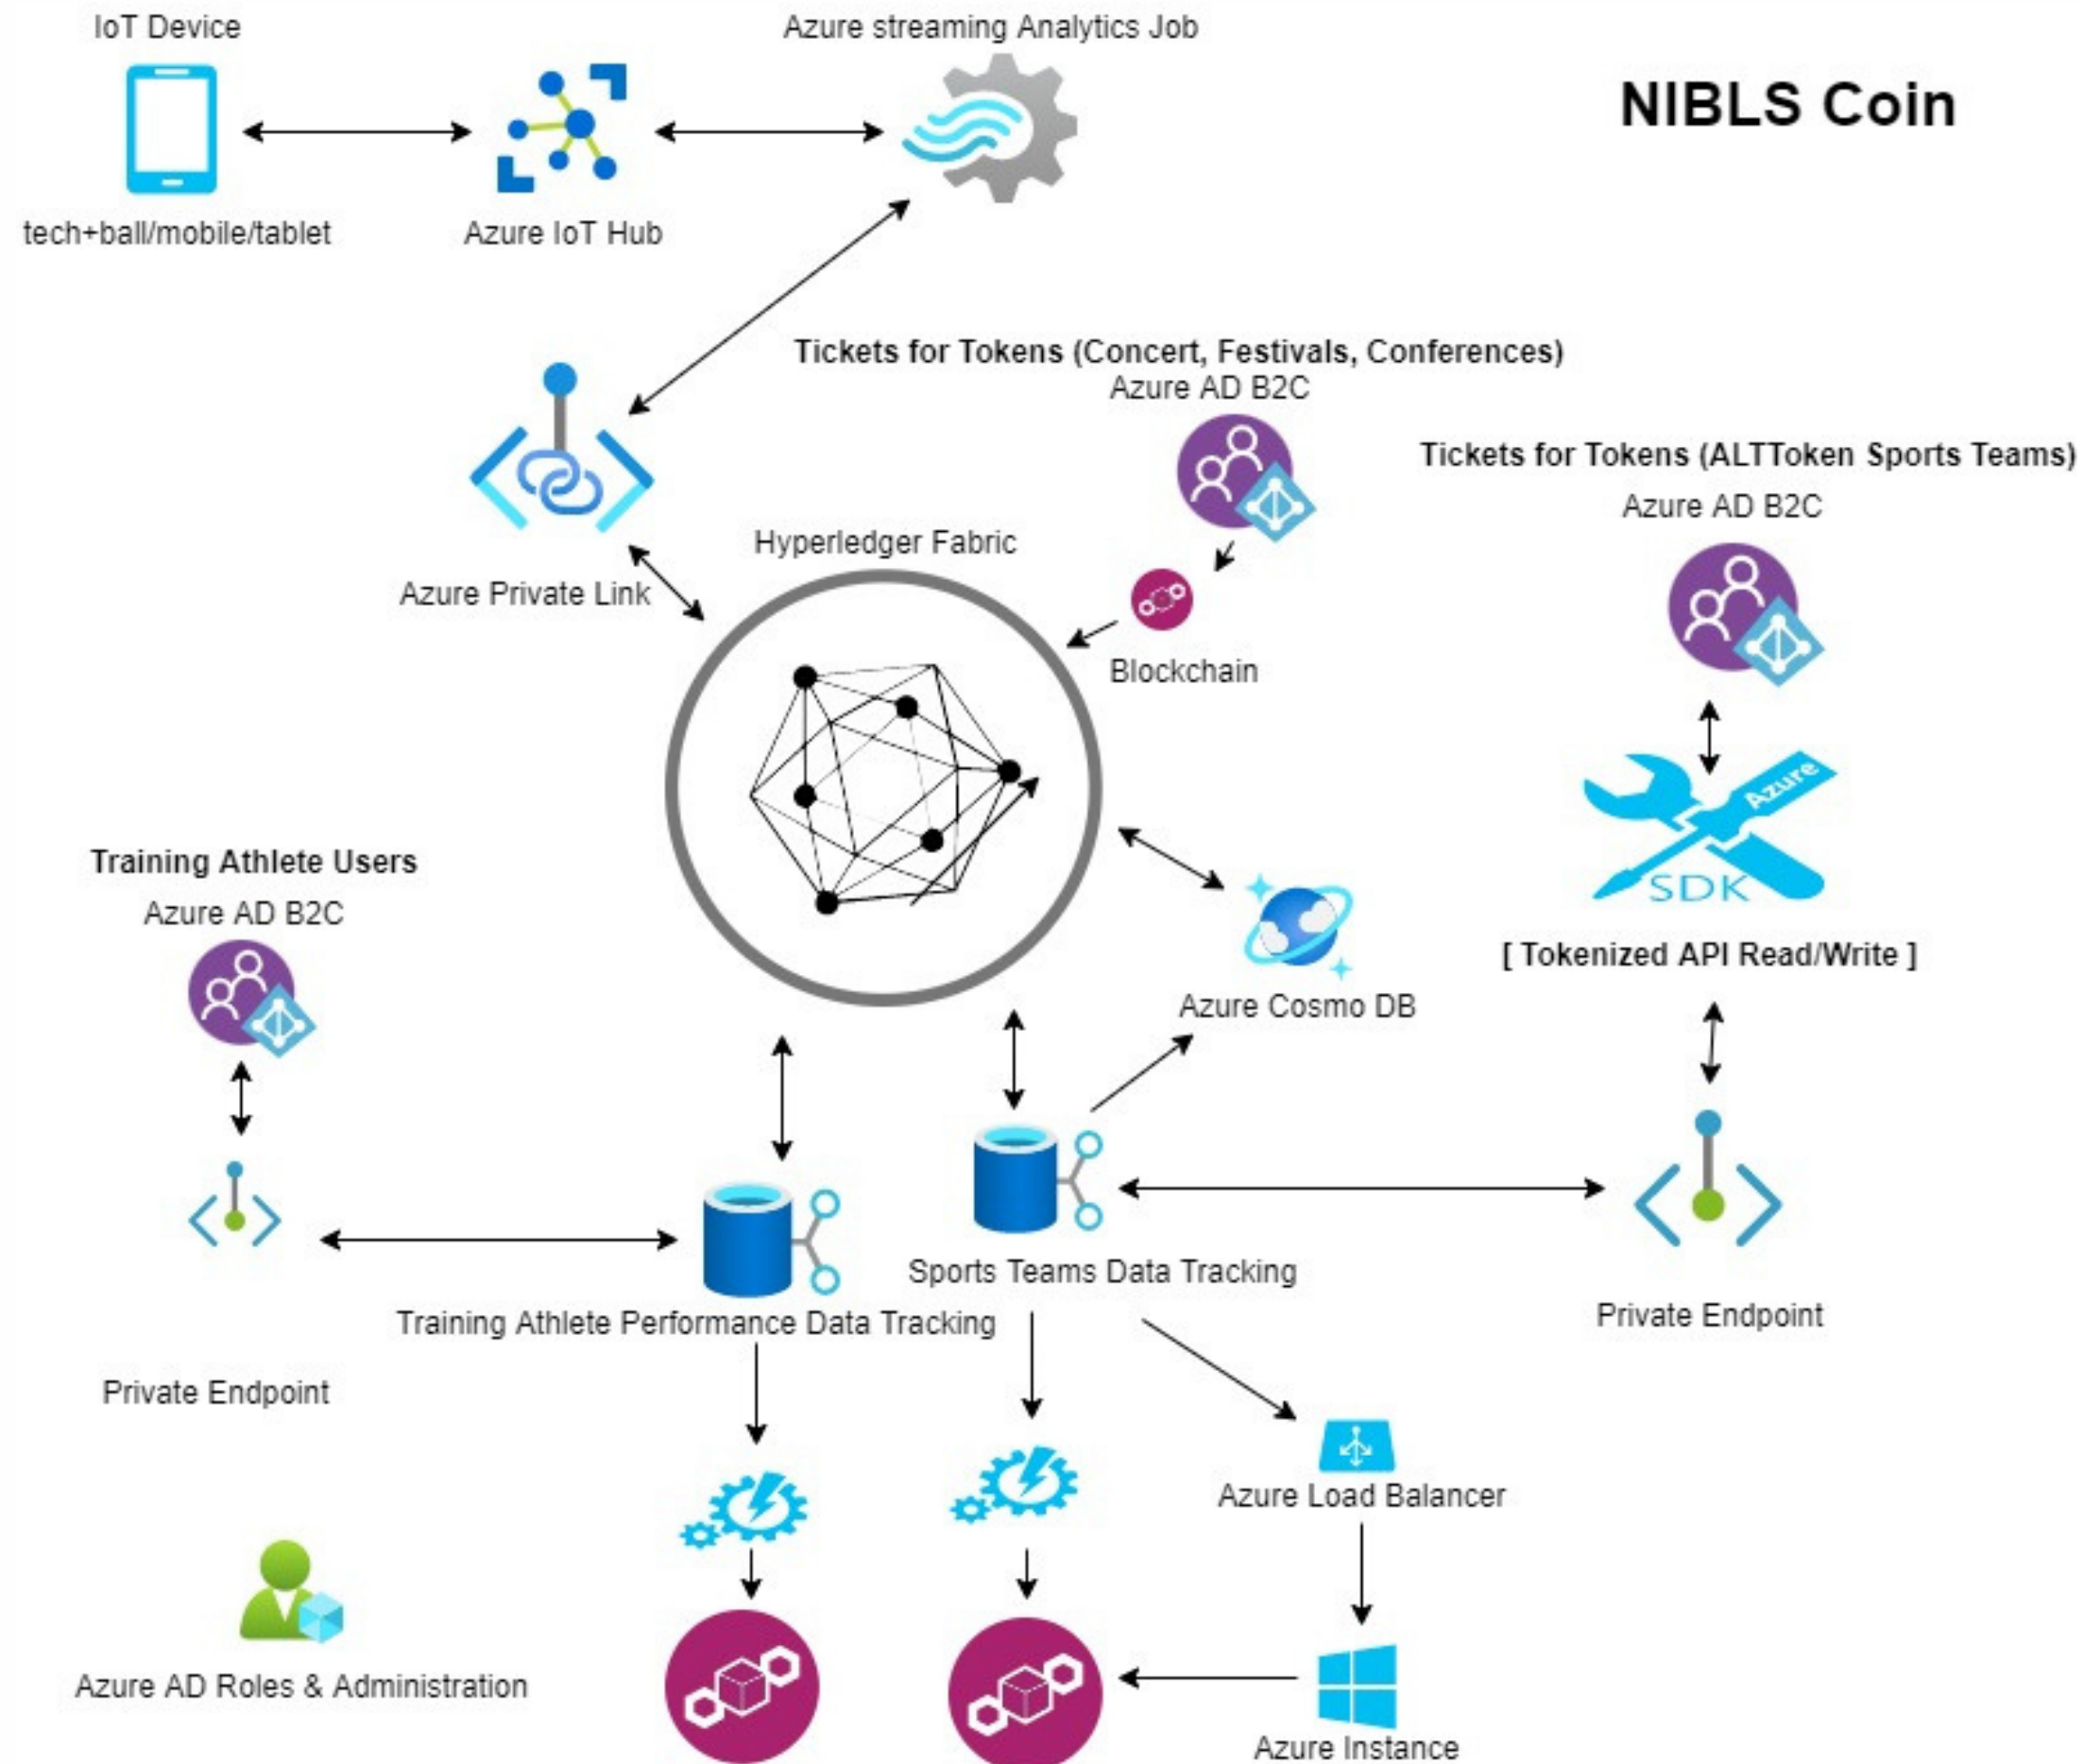 IoT Device
Azure streaming Analytics Job
NIBLS Coin
tech+ball/mobile/tablet
Azure IoT Hub
Tickets for Tokens (Concert, Festivals, Conferences)
Azure AD B2C
Tickets for Tokens (ALTToken Sports Teams)
Azure AD B2C
Hyperledger Fabric
Azure Private Link
Blockchain
Azure
SDK
Training Athlete Users
Azure AD B2C
[ Tokenized API Read/Write ]
Azure Cosmo DB
Sports Teams Data Tracking
Training Athlete Performance Data Tracking
Private Endpoint
Private Endpoint
Azure Load Balancer
Azure AD Roles & Administration
Azure Instance